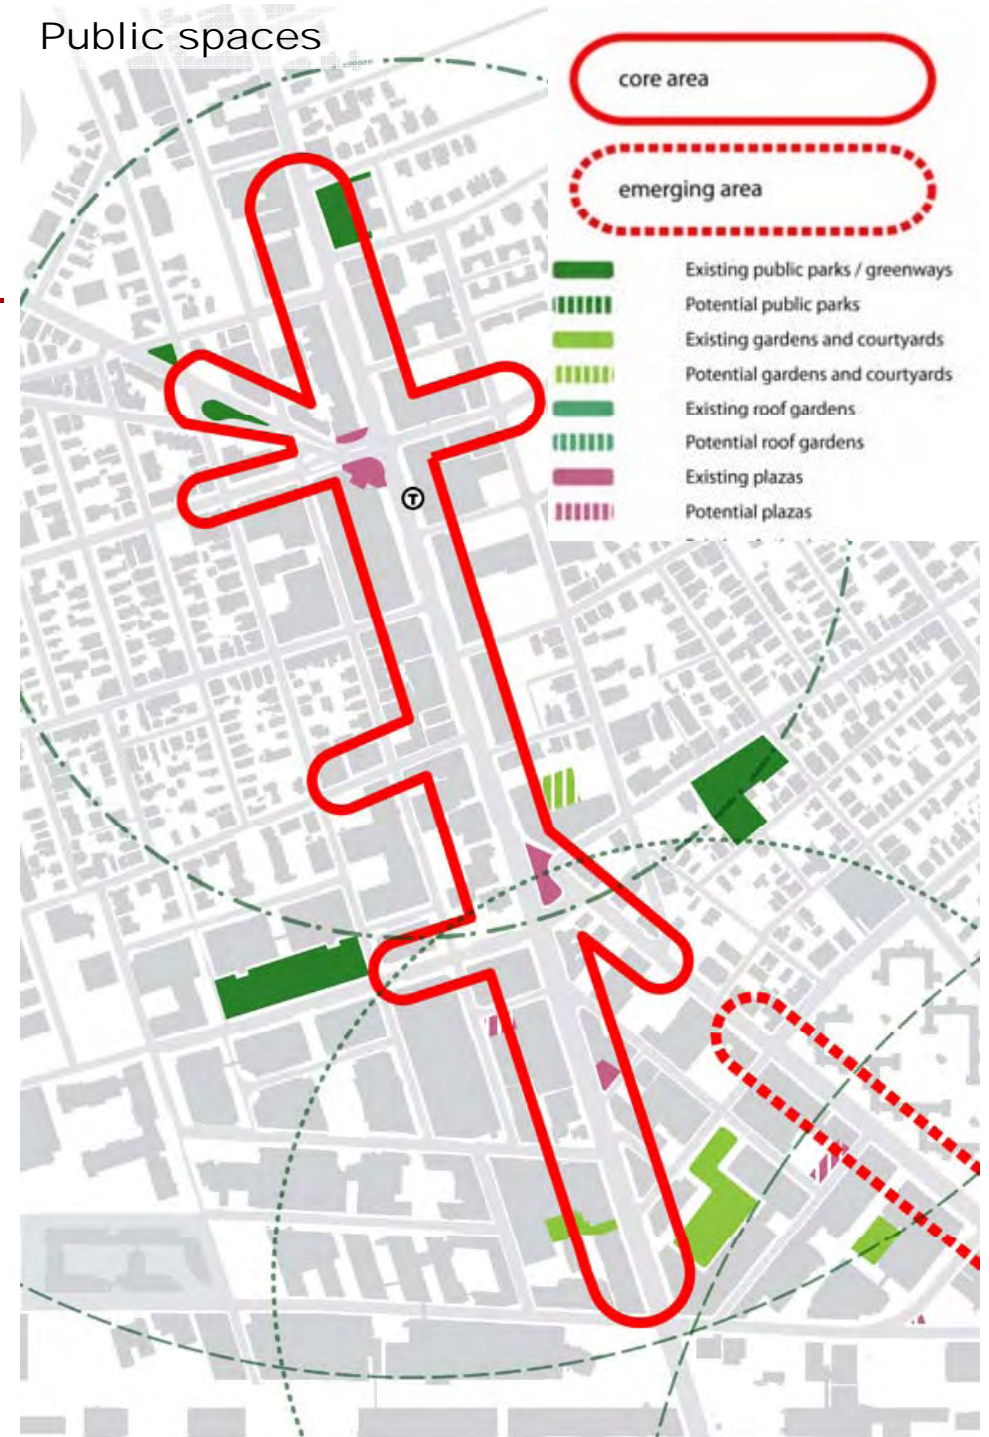 Public spaces
core area
emerging area
Existing public parks / greenways
Potential public parks
Existing gardens and courtyards
Potential gardens and courtyards
Existing roof gardens
Potential roof gardens
Existing plazas
Potential plazas
T